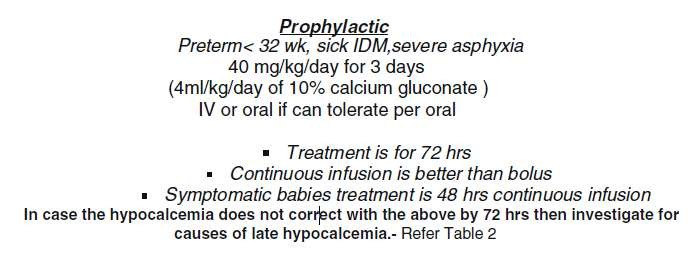 Prophylactic
Preterm< 32 wk, sick IDM,severe asphyxia
40 mg/kg/day for 3 days
(4ml/kg/day of 10% calcium gluconate )
IV or oral if can tolerate per oral
▪ Treatment is for 72 hrs
▪ Continuous infusion is better than bolus
▪ Symptomatic babies treatment is 48 hrs continuous infusion
In case the hypocalcemia does not correct with the above by 72 hrs then investigate for
causes of late hypocalcemia.- Refer Table 2